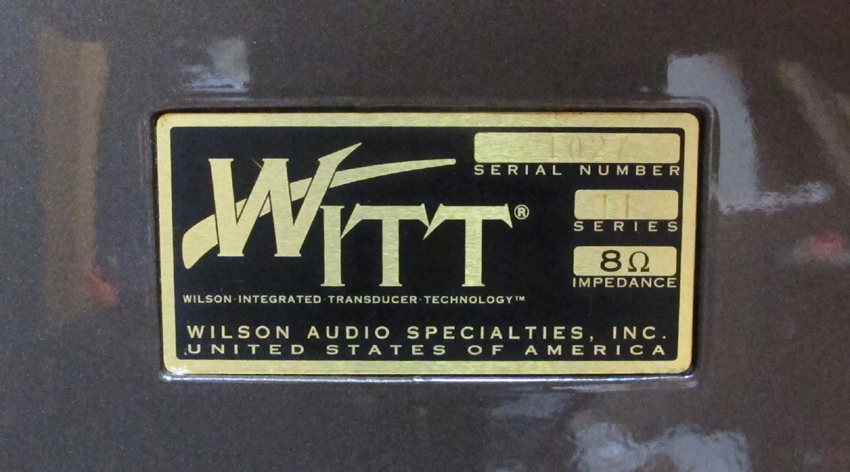 WITT®
WILSON·INTEGRATED·TRANSDUCER·TECHNOLOGY™
1027
SERIAL NUMBER
II
SERIES
8Ω
IMPEDANCE
WILSON AUDIO SPECIALTIES, INC.
UNITED STATES OF AMERICA